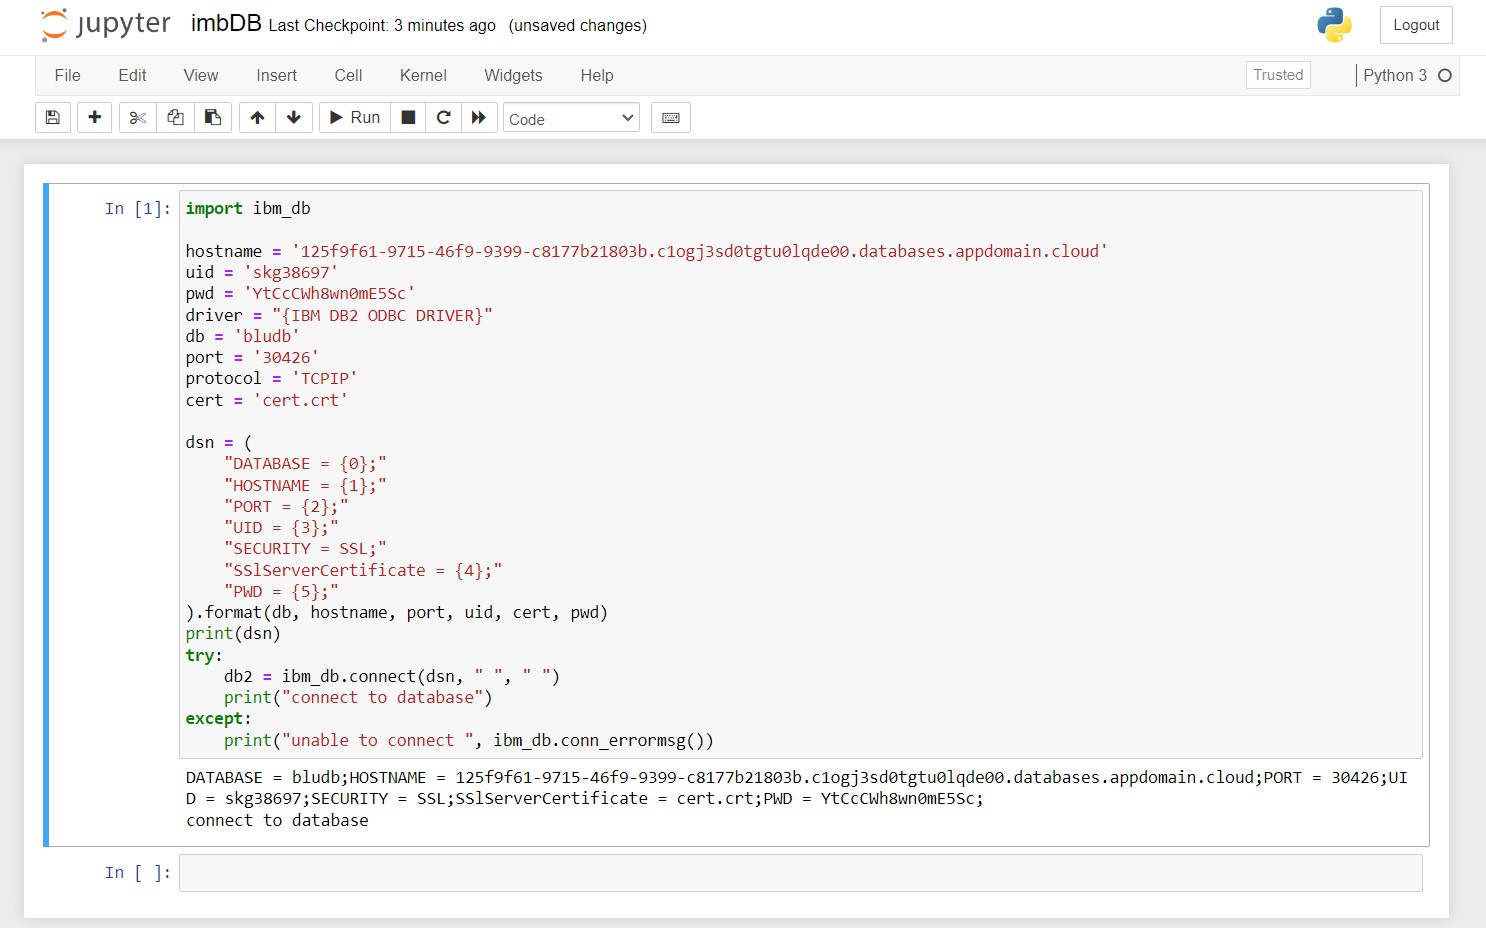 jupyter imbDB Last Checkpoint: 3 minutes ago (unsaved changes) Logout
File Edit View Insert Cell Kernel Widgets Help Trusted Python 3
Run Code
In [1]: import ibm_db
hostname = '125f9f61-9715-46f9-9399-c8177b21803b.c1ogj3sd0tgtu0lqde00.databases.appdomain.cloud'
uid = 'skg38697'
pwd = 'YtCcCWh8wn0mE5Sc'
driver = "{IBM DB2 ODBC DRIVER}"
db = 'bludb'
port = '30426'
protocol = 'TCPIP'
cert = 'cert.crt'
dsn = (
    "DATABASE = {0};"
    "HOSTNAME = {1};"
    "PORT = {2};"
    "UID = {3};"
    "SECURITY = SSL;"
    "SSlServerCertificate = {4};"
    "PWD = {5};"
).format(db, hostname, port, uid, cert, pwd)
print(dsn)
try:
    db2 = ibm_db.connect(dsn, " ", " ")
    print("connect to database")
except:
    print("unable to connect ", ibm_db.conn_errormsg())
DATABASE = bludb;HOSTNAME = 125f9f61-9715-46f9-9399-c8177b21803b.c1ogj3sd0tgtu0lqde00.databases.appdomain.cloud;PORT = 30426;UI
D = skg38697;SECURITY = SSL;SSlServerCertificate = cert.crt;PWD = YtCcCWh8wn0mE5Sc;
connect to database
In [ ]: